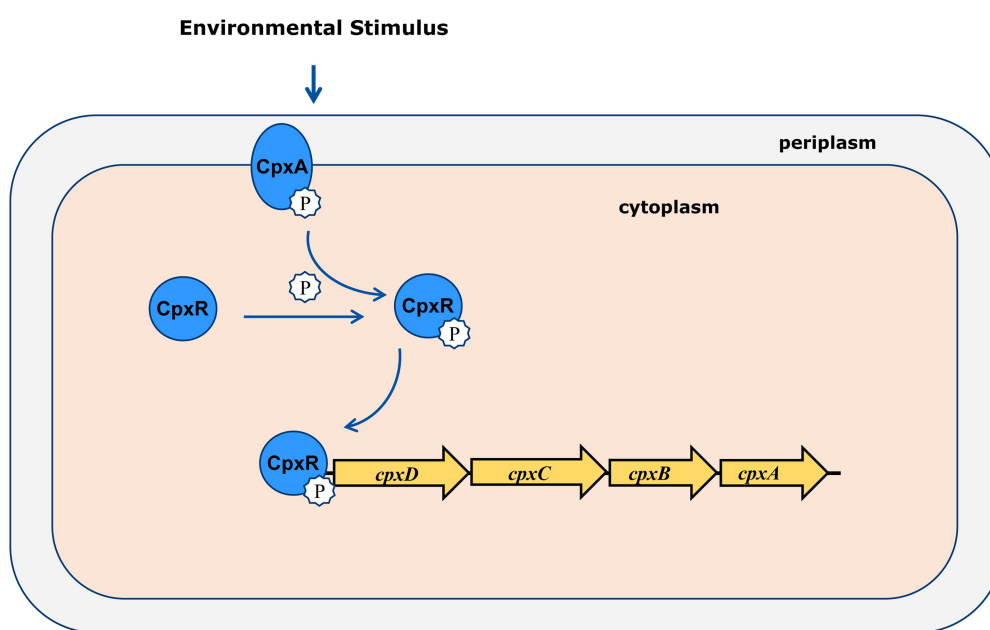 Environmental Stimulus
periplasm
CpxA
P
cytoplasm
P
CpxR
CpxR
P
CpxR
P
cpxD
cpxC
cpxB
cpxA